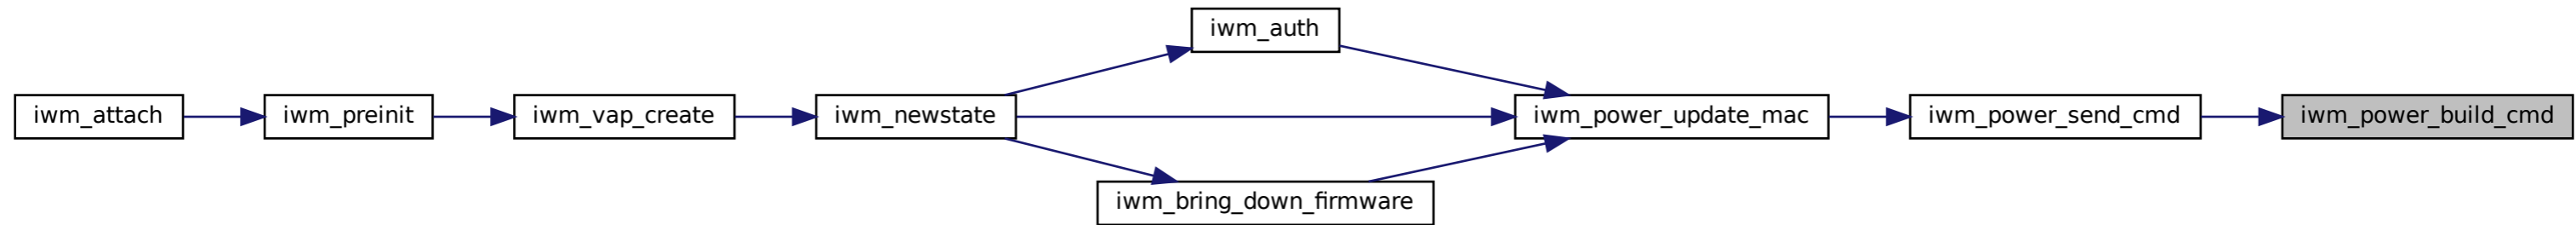 iwm_attach
iwm_preinit
iwm_vap_create
iwm_newstate
iwm_auth
iwm_bring_down_firmware
iwm_power_update_mac
iwm_power_send_cmd
iwm_power_build_cmd